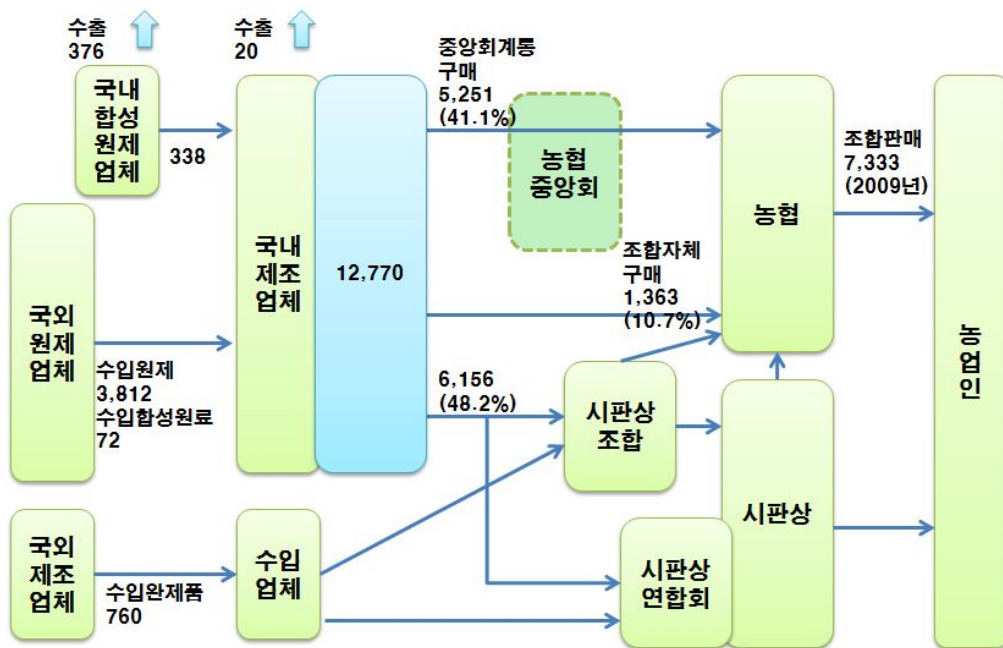 수출
376
수출
20
국내
합성
원제
업체
338
국외
원제
업체
수입원제
3,812
수입합성원료
72
국외
제조
업체
수입완제품
760
국내
제조
업체
12,770
수입
업체
중앙회계통
구매
5,251
(41.1%)
농협
중앙회
조합자체
구매
1,363
(10.7%)
6,156
(48.2%)
시판상
조합
시판상
연합회
농협
시판상
조합판매
7,333
(2009년)
농업인